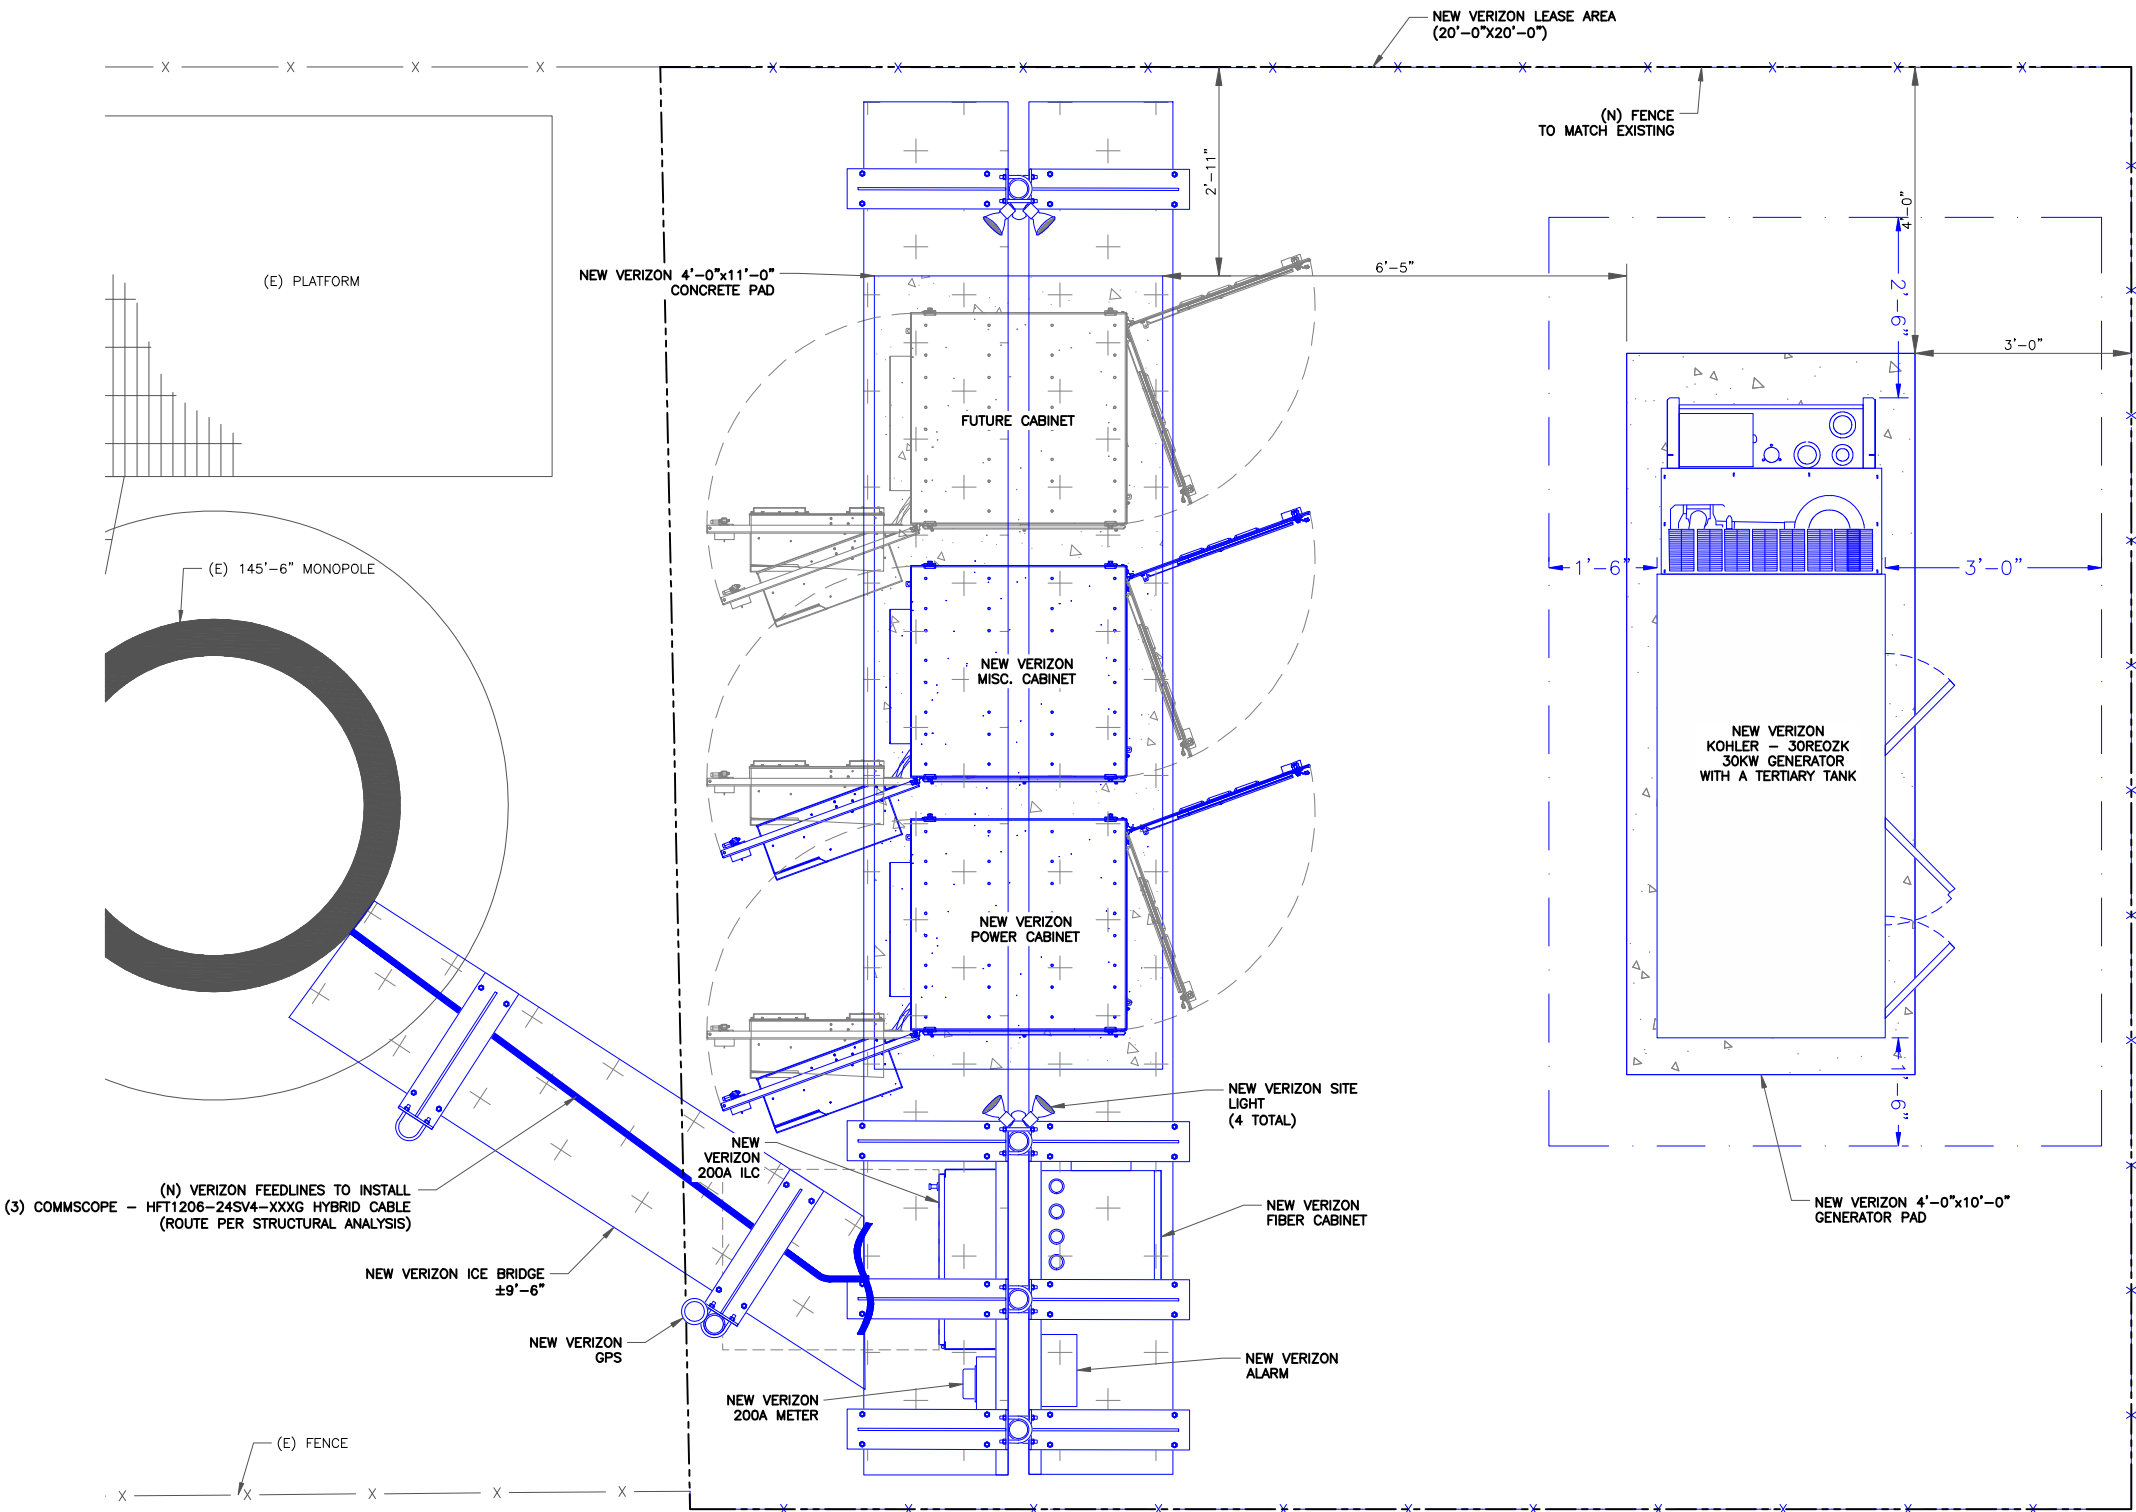 NEW VERIZON LEASE AREA
(20'-0"X20'-0")
(N) FENCE
TO MATCH EXISTING
2'-11"
4'-0"
(E) PLATFORM
NEW VERIZON 4'-0"x11'-0"
CONCRETE PAD
6'-5"
2'-6"
3'-0"
FUTURE CABINET
(E) 145'-6" MONOPOLE
1'-6"
3'-0"
NEW VERIZON
MISC. CABINET
NEW VERIZON
KOHLER - 30REOZK
30KW GENERATOR
WITH A TERTIARY TANK
NEW VERIZON
POWER CABINET
NEW VERIZON SITE
LIGHT
(4 TOTAL)
1'-6"
NEW
VERIZON
200A ILC
(N) VERIZON FEEDLINES TO INSTALL
(3) COMMSCOPE - HFT1206-24SV4-XXXG HYBRID CABLE
(ROUTE PER STRUCTURAL ANALYSIS)
NEW VERIZON
FIBER CABINET
NEW VERIZON 4'-0"x10'-0"
GENERATOR PAD
NEW VERIZON ICE BRIDGE
±9'-6"
NEW VERIZON
GPS
NEW VERIZON
ALARM
NEW VERIZON
200A METER
(E) FENCE